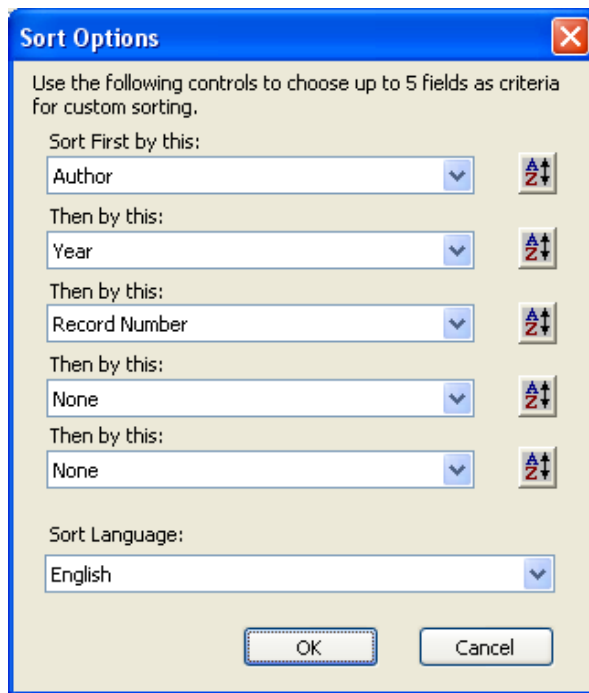 Sort Options
Use the following controls to choose up to 5 fields as criteria
for custom sorting.
Sort First by this:
Author
A
Z
Then by this:
Year
A
Z
Then by this:
Record Number
A
Z
Then by this:
None
A
Z
Then by this:
None
A
Z
Sort Language:
English
OK Cancel